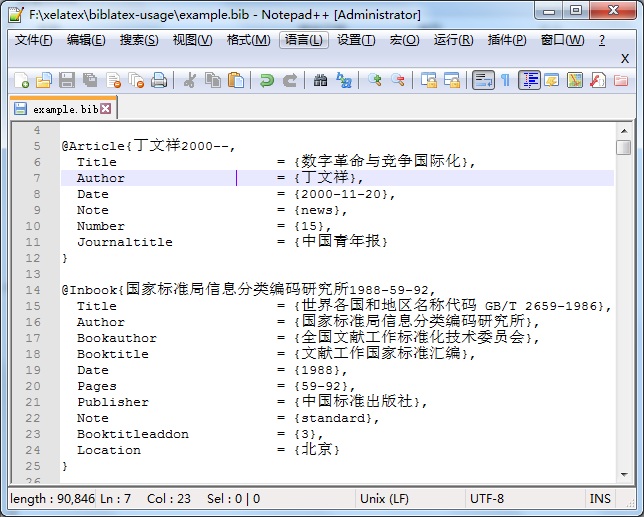 F:\xelatex\biblatex-usage\example.bib - Notepad++ [Administrator]
文件(F) 编辑(E) 搜索(S) 视图(V) 格式(M) 语言(L) 设置(T) 宏(O) 运行(R) 插件(P) 窗口(W) ?
X
example.bib
4
5 @Article{丁文祥2000--,
6 Title = {数字革命与竞争国际化},
7 Author = {丁文祥},
8 Date = {2000-11-20},
9 Note = {news},
10 Number = {15},
11 Journaltitle = {中国青年报}
12 }
13
14 @Inbook{国家标准局信息分类编码研究所1988-59-92,
15 Title = {世界各国和地区名称代码 GB/T 2659-1986},
16 Author = {国家标准局信息分类编码研究所},
17 Bookauthor = {全国文献工作标准化技术委员会},
18 Booktitle = {文献工作国家标准汇编},
19 Date = {1988},
20 Pages = {59-92},
21 Publisher = {中国标准出版社},
22 Note = {standard},
23 Booktitleaddon = {3},
24 Location = {北京}
25 }
26
length : 90,846 Ln : 7 Col : 23 Sel : 0 | 0 Unix (LF) UTF-8 INS